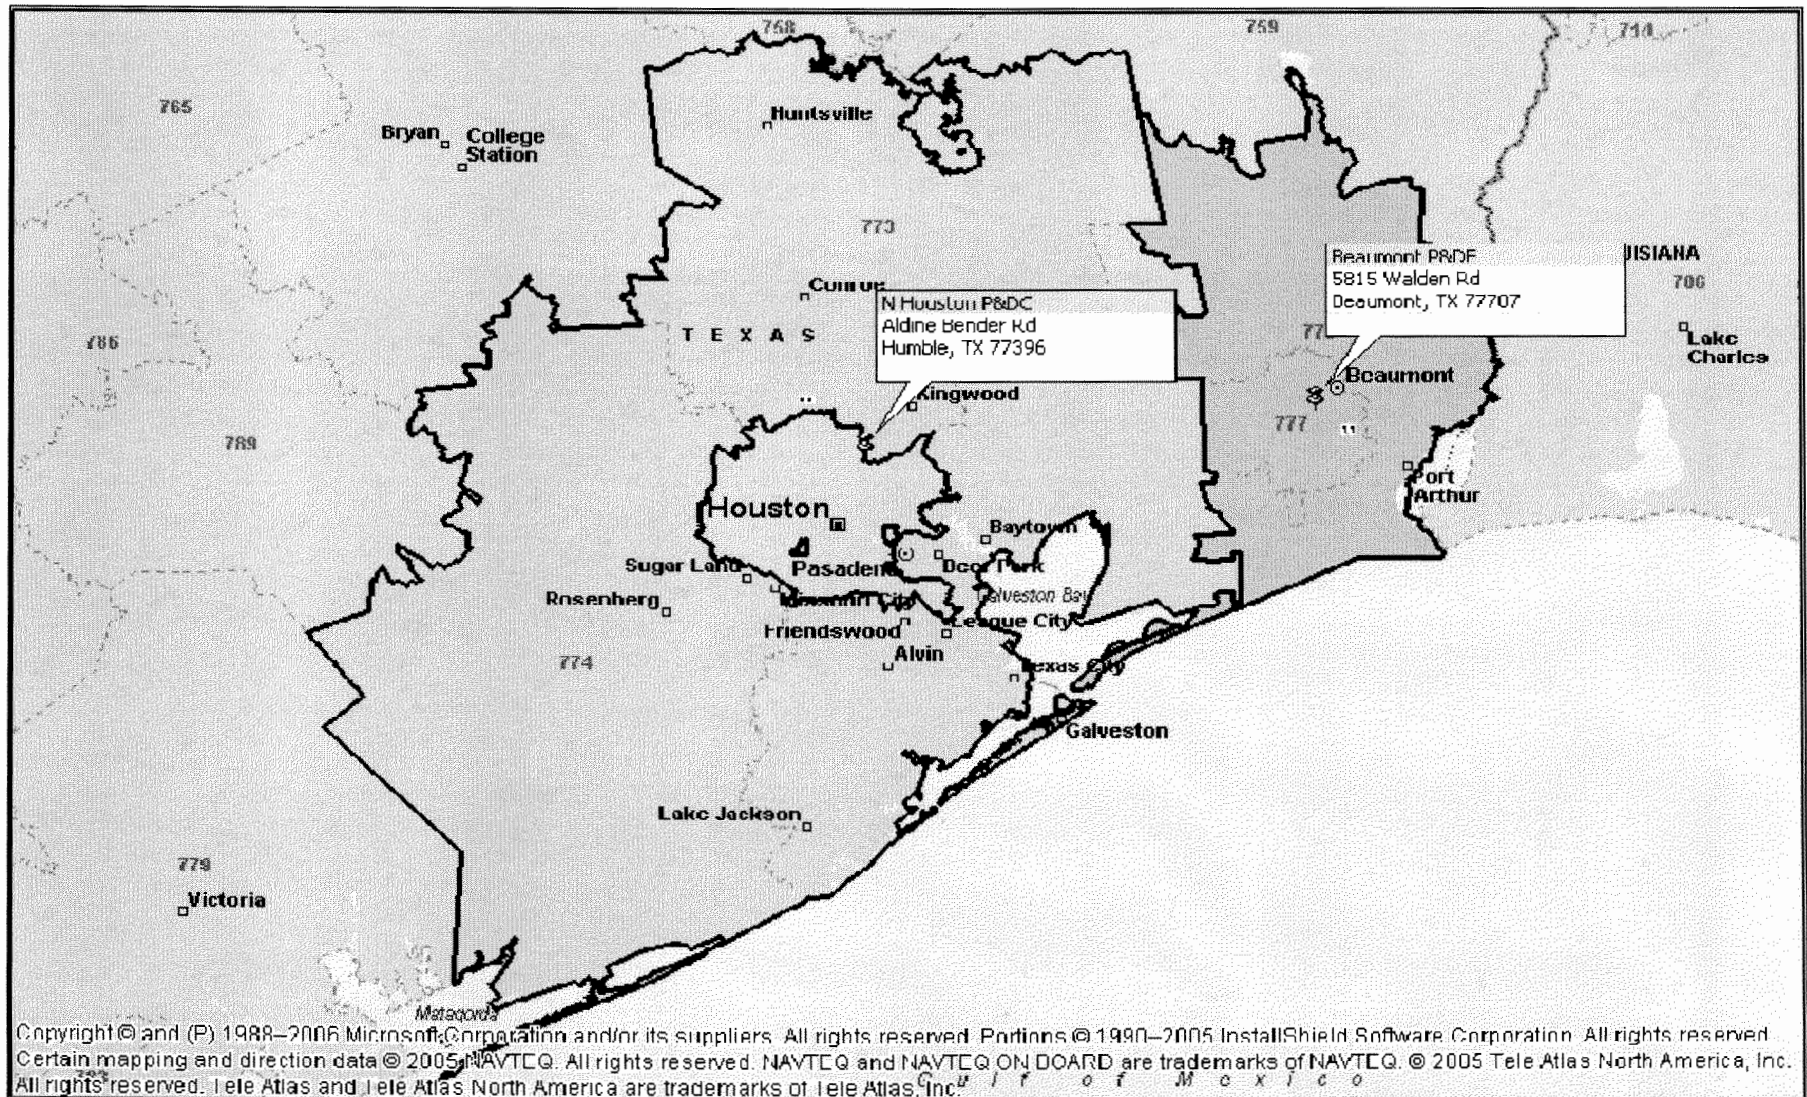 758
759
714
765
Bryan
College
Station
Huntsville
773
JISIANA
Beaumont P&DF
5815 Walden Rd
Beaumont, TX 77707
706
Conroe
N Houston P&DC
Aldine Bender Rd
Humble, TX 77396
TEXAS
786
77
Lake
Charles
Beaumont
Kingwood
789
777
Port
Arthur
Houston
Baytown
Sugar Land
Pasadena
Deer Park
Rosenberg
Missouri City
Galveston Bay
Friendswood
League City
Alvin
774
Texas City
Galveston
Lake Jackson
779
Victoria
Matagorda
Copyright © and (P) 1988–2006 Microsoft Corporation and/or its suppliers. All rights reserved. Portions © 1990–2005 InstallShield Software Corporation. All rights reserved.
Certain mapping and direction data © 2005 NAVTEQ. All rights reserved. NAVTEQ and NAVTEQ ON BOARD are trademarks of NAVTEQ. © 2005 Tele Atlas North America, Inc.
All rights reserved. Tele Atlas and Tele Atlas North America are trademarks of Tele Atlas, Inc.
Gulf of Mexico